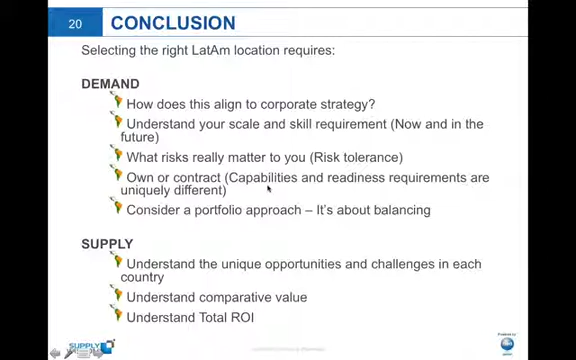 20
CONCLUSION
Selecting the right LatAm location requires:
DEMAND
How does this align to corporate strategy?
Understand your scale and skill requirement (Now and in the
future)
What risks really matter to you (Risk tolerance)
Own or contract (Capabilities and readiness requirements are
uniquely different)
Consider a portfolio approach – It's about balancing
SUPPLY
Understand the unique opportunities and challenges in each
country
Understand comparative value
Understand Total ROI
SUPPLY